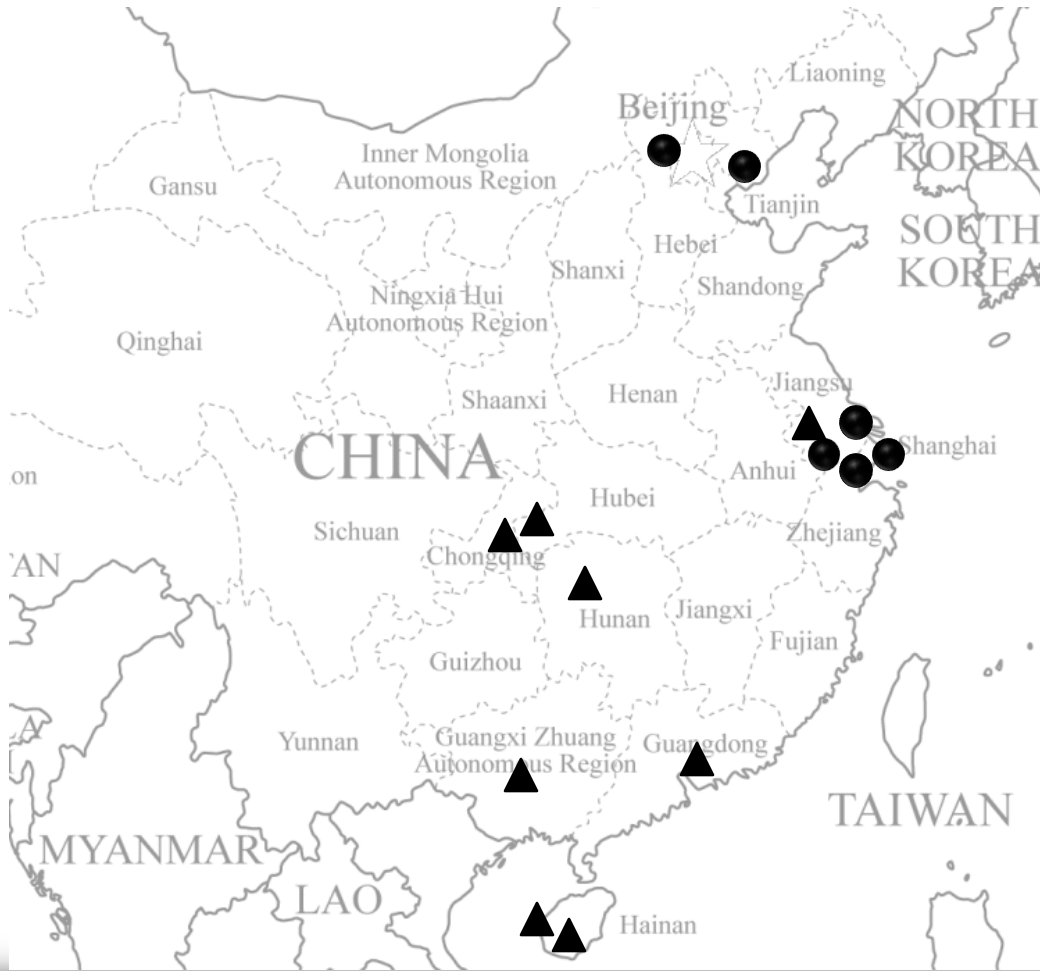 Liaoning
Beijing
NORTH
KOREA
Inner Mongolia
Autonomous Region
Gansu
Tianjin
SOUTH
KOREA
Hebei
Shanxi
Shandong
Ningxia Hui
Autonomous Region
Qinghai
Jiangsu
Henan
Shaanxi
Shanghai
CHINA
Anhui
on
Hubei
Sichuan
Zhejiang
Chongqing
AN
Jiangxi
Hunan
Fujian
Guizhou
A
Yunnan
Guangxi Zhuang
Autonomous Region
Guangdong
TAIWAN
MYANMAR
LAO
Hainan